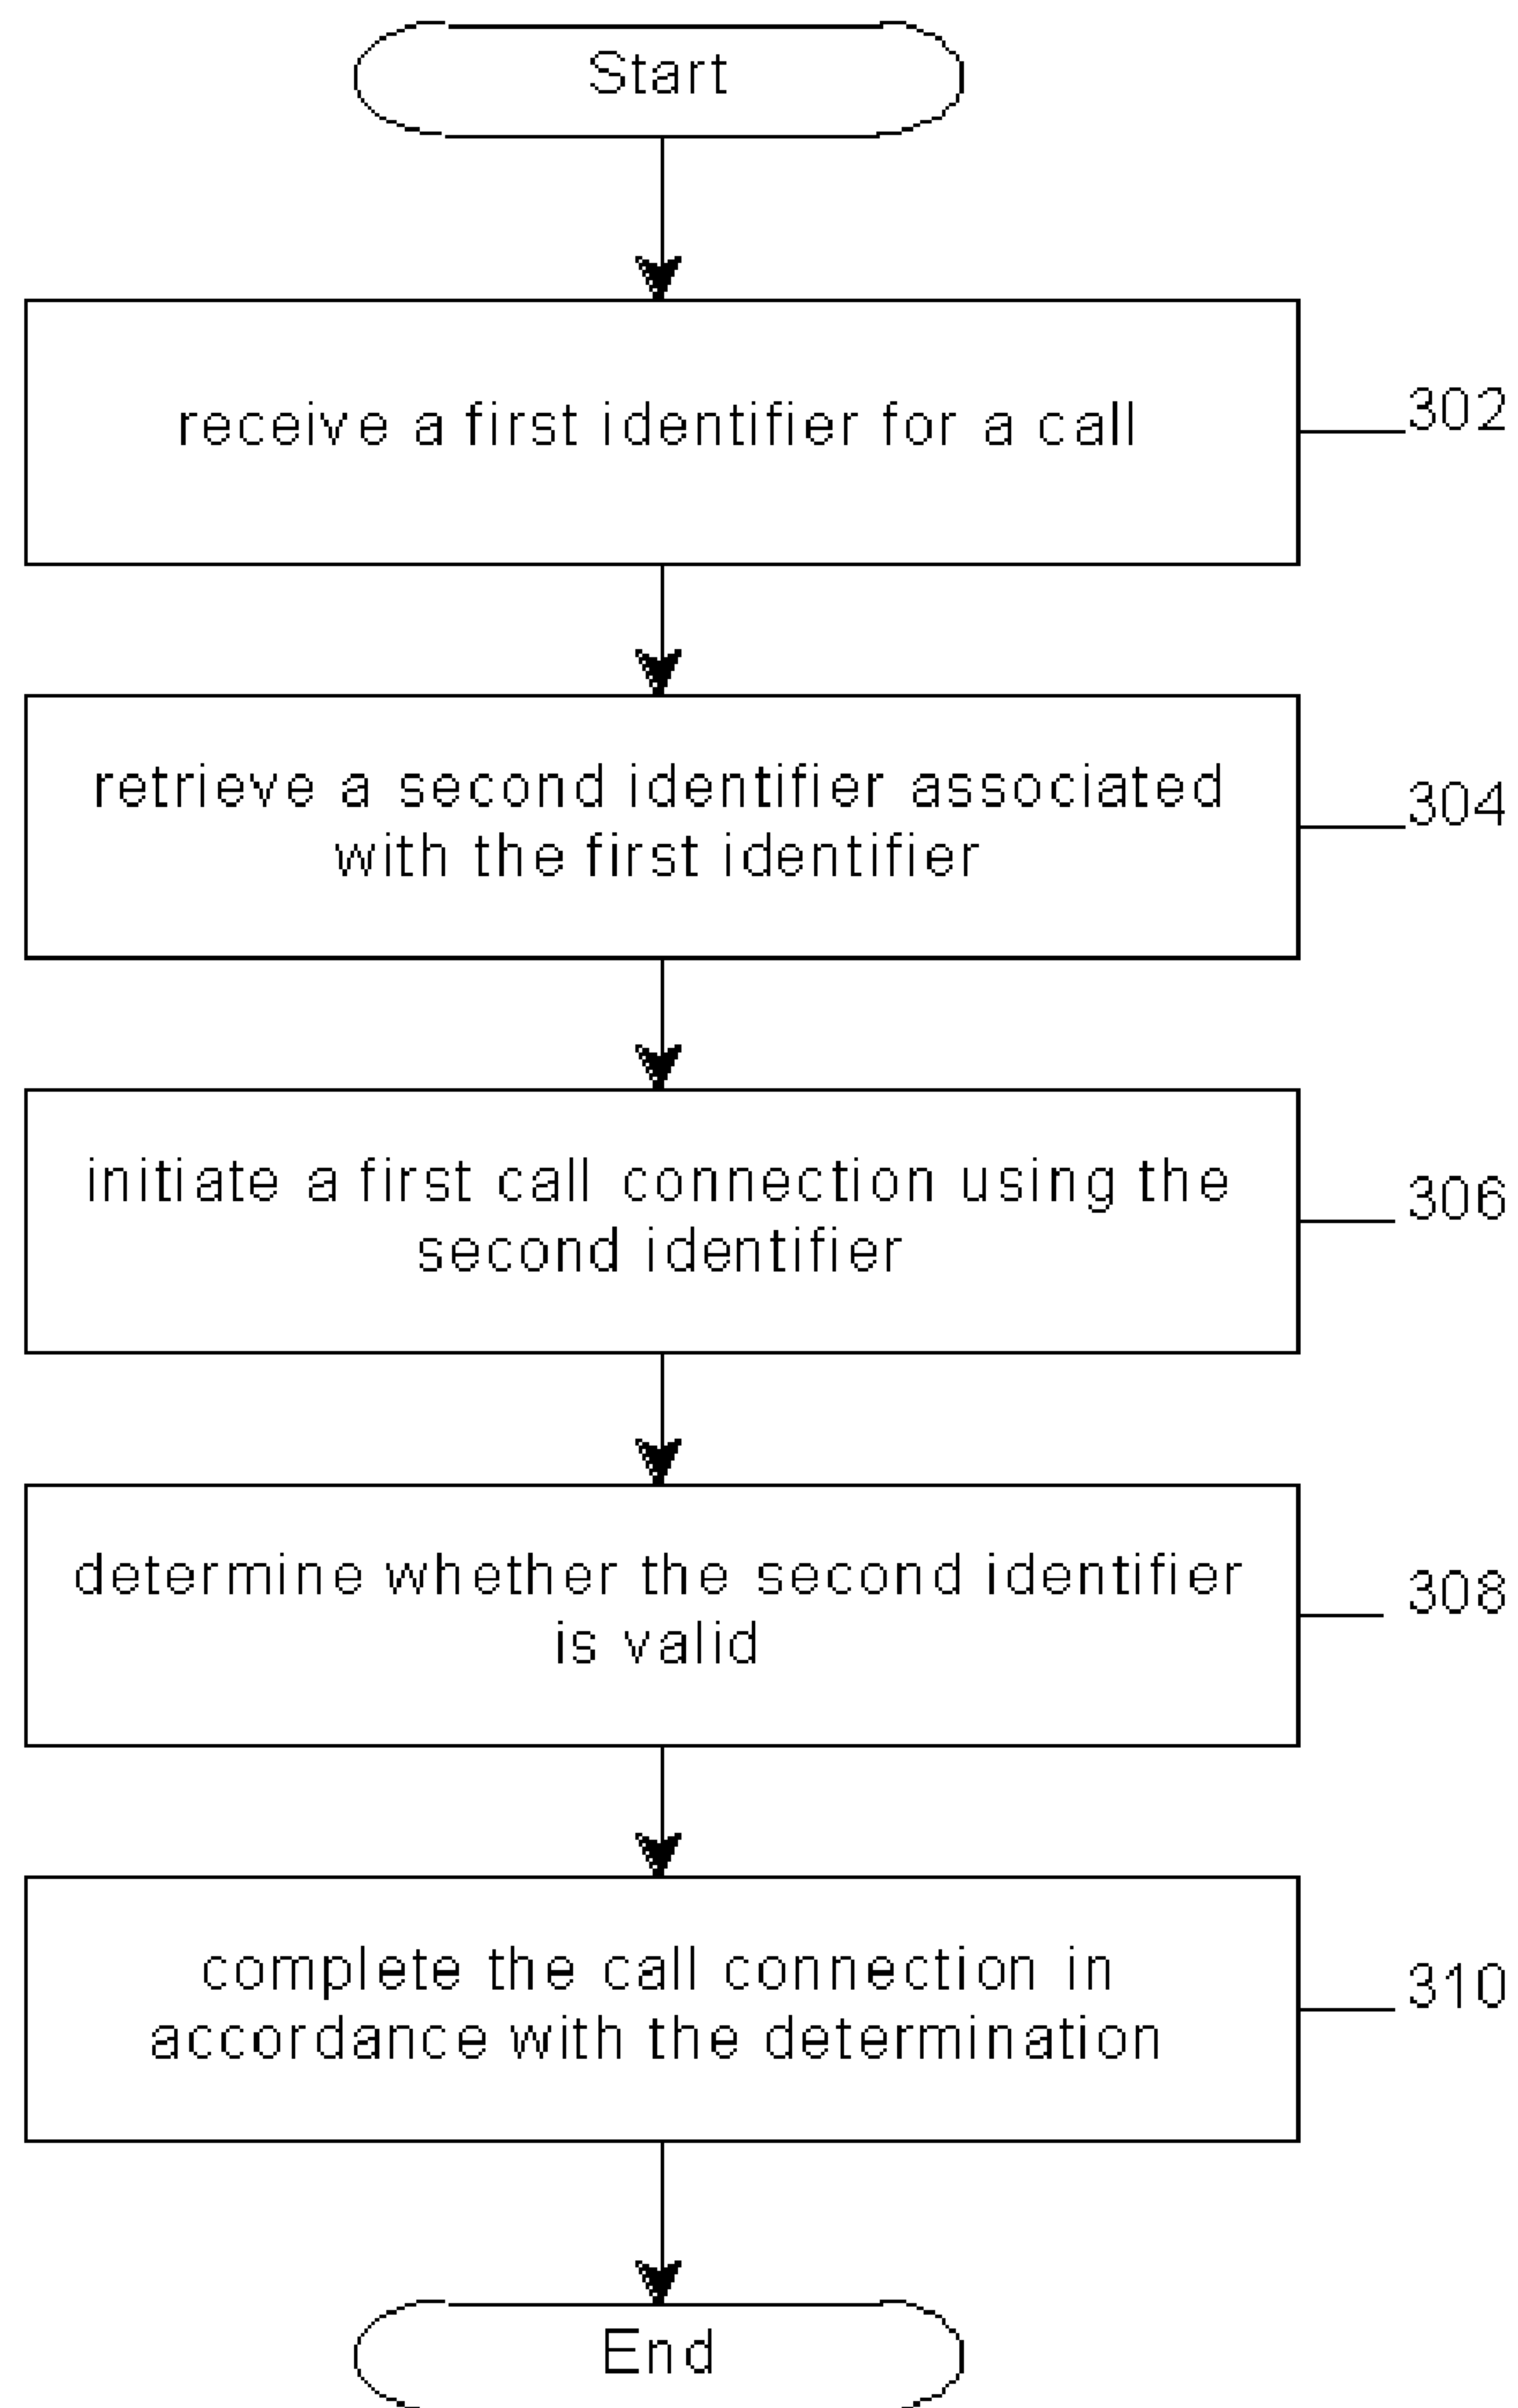 Start
receive a first identifier for a call
302
retrieve a second identifier associated
with the first identifier
304
initiate a first call connection using the
second identifier
306
determine whether the second identifier
is valid
308
complete the call connection in
accordance with the determination
310
End